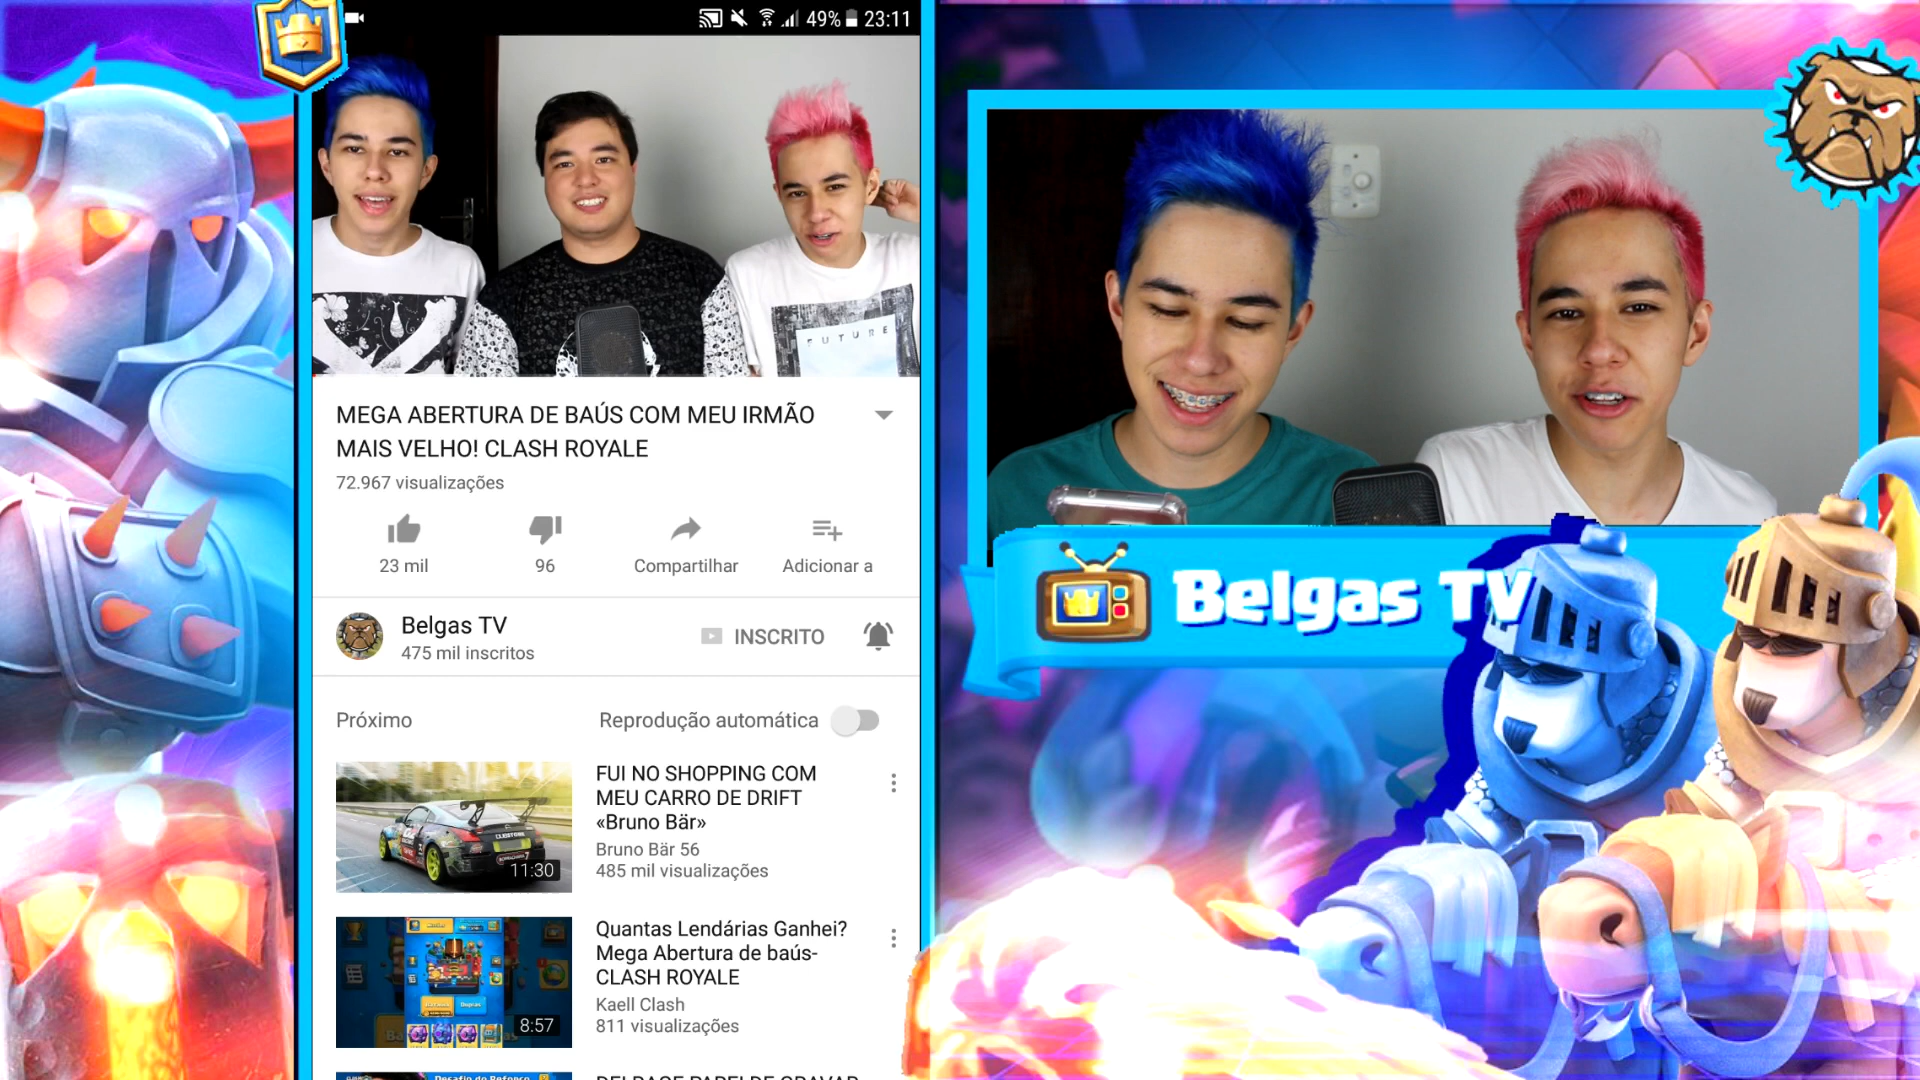 49% 23:11
FUTURE
MEGA ABERTURA DE BAÚS COM MEU IRMÃO
MAIS VELHO! CLASH ROYALE
72.967 visualizações
23 mil
96
Compartilhar
Adicionar a
Belgas TV
475 mil inscritos
INSCRITO
Próximo
Reprodução automática
FUI NO SHOPPING COM
MEU CARRO DE DRIFT
«Bruno Bär»
Bruno Bär 56
485 mil visualizações
11:30
Quantas Lendárias Ganhei?
Mega Abertura de baús-
CLASH ROYALE
Kaell Clash
811 visualizações
8:57
Belgas TV